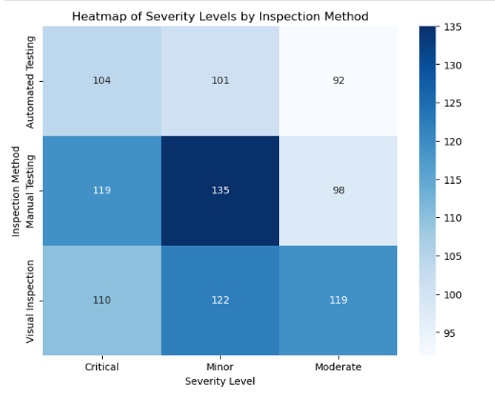 Heatmap of Severity Levels by Inspection Method
Automated Testing
Manual Testing
Visual Inspection
Inspection Method
104 101 92
119 135 98
110 122 119
Critical Minor Moderate
Severity Level
135
130
125
120
115
110
105
100
95